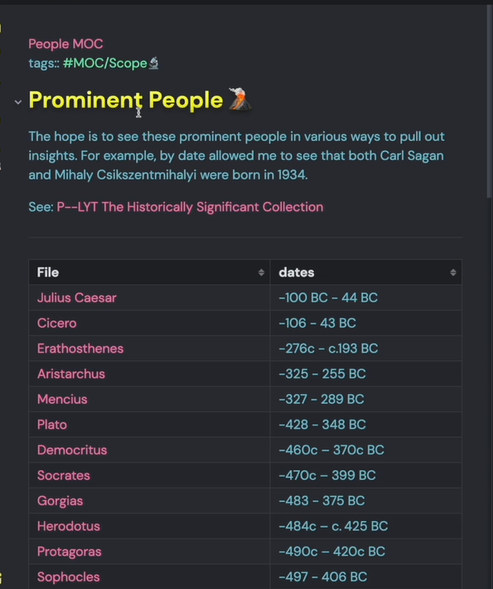 People MOC
tags:: #MOC/Scope🔬
Prominent People 🌋
The hope is to see these prominent people in various ways to pull out
insights. For example, by date allowed me to see that both Carl Sagan
and Mihaly Csikszentmihalyi were born in 1934.
See: P--LYT The Historically Significant Collection
File dates
Julius Caesar -100 BC - 44 BC
Cicero -106 - 43 BC
Erathosthenes -276c - c.193 BC
Aristarchus -325 - 255 BC
Mencius -327 - 289 BC
Plato -428 - 348 BC
Democritus -460c – 370c BC
Socrates -470c – 399 BC
Gorgias -483 - 375 BC
Herodotus -484c – c. 425 BC
Protagoras -490c – 420c BC
Sophocles -497 - 406 BC